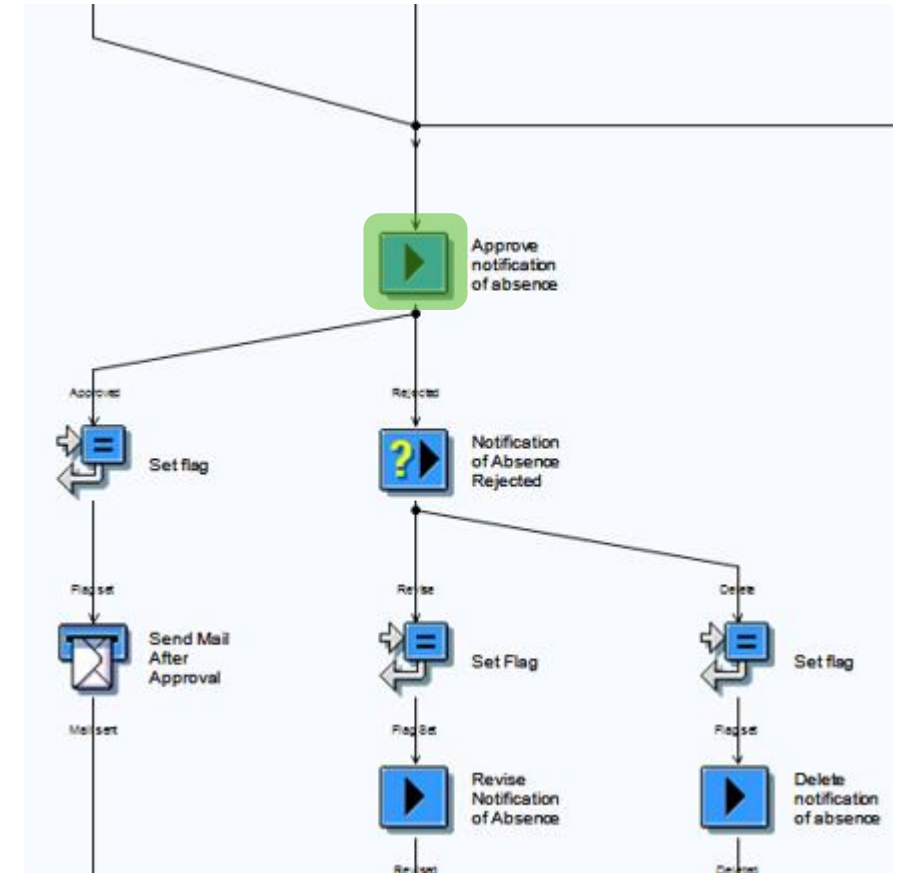 Approve
notification
of absence
Approved
Rejected
Set flag
?
Notification
of Absence
Rejected
Flag set
Revise
Delete
Send Mail
After
Approval
Set Flag
Set flag
Mail sent
Flag Set
Flag set
Revise
Notification
of Absence
Delete
notification
of absence
Revised
Deleted